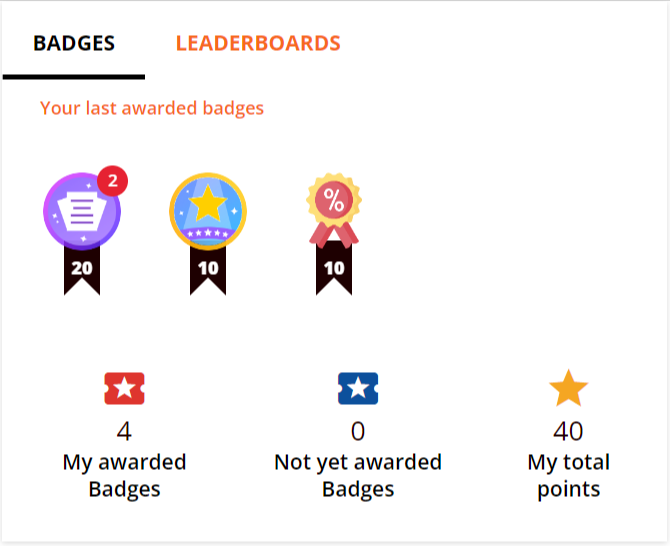 BADGES LEADERBOARDS
Your last awarded badges
2
%
20 10 10
4 0 40
My awarded Not yet awarded My total
Badges Badges points